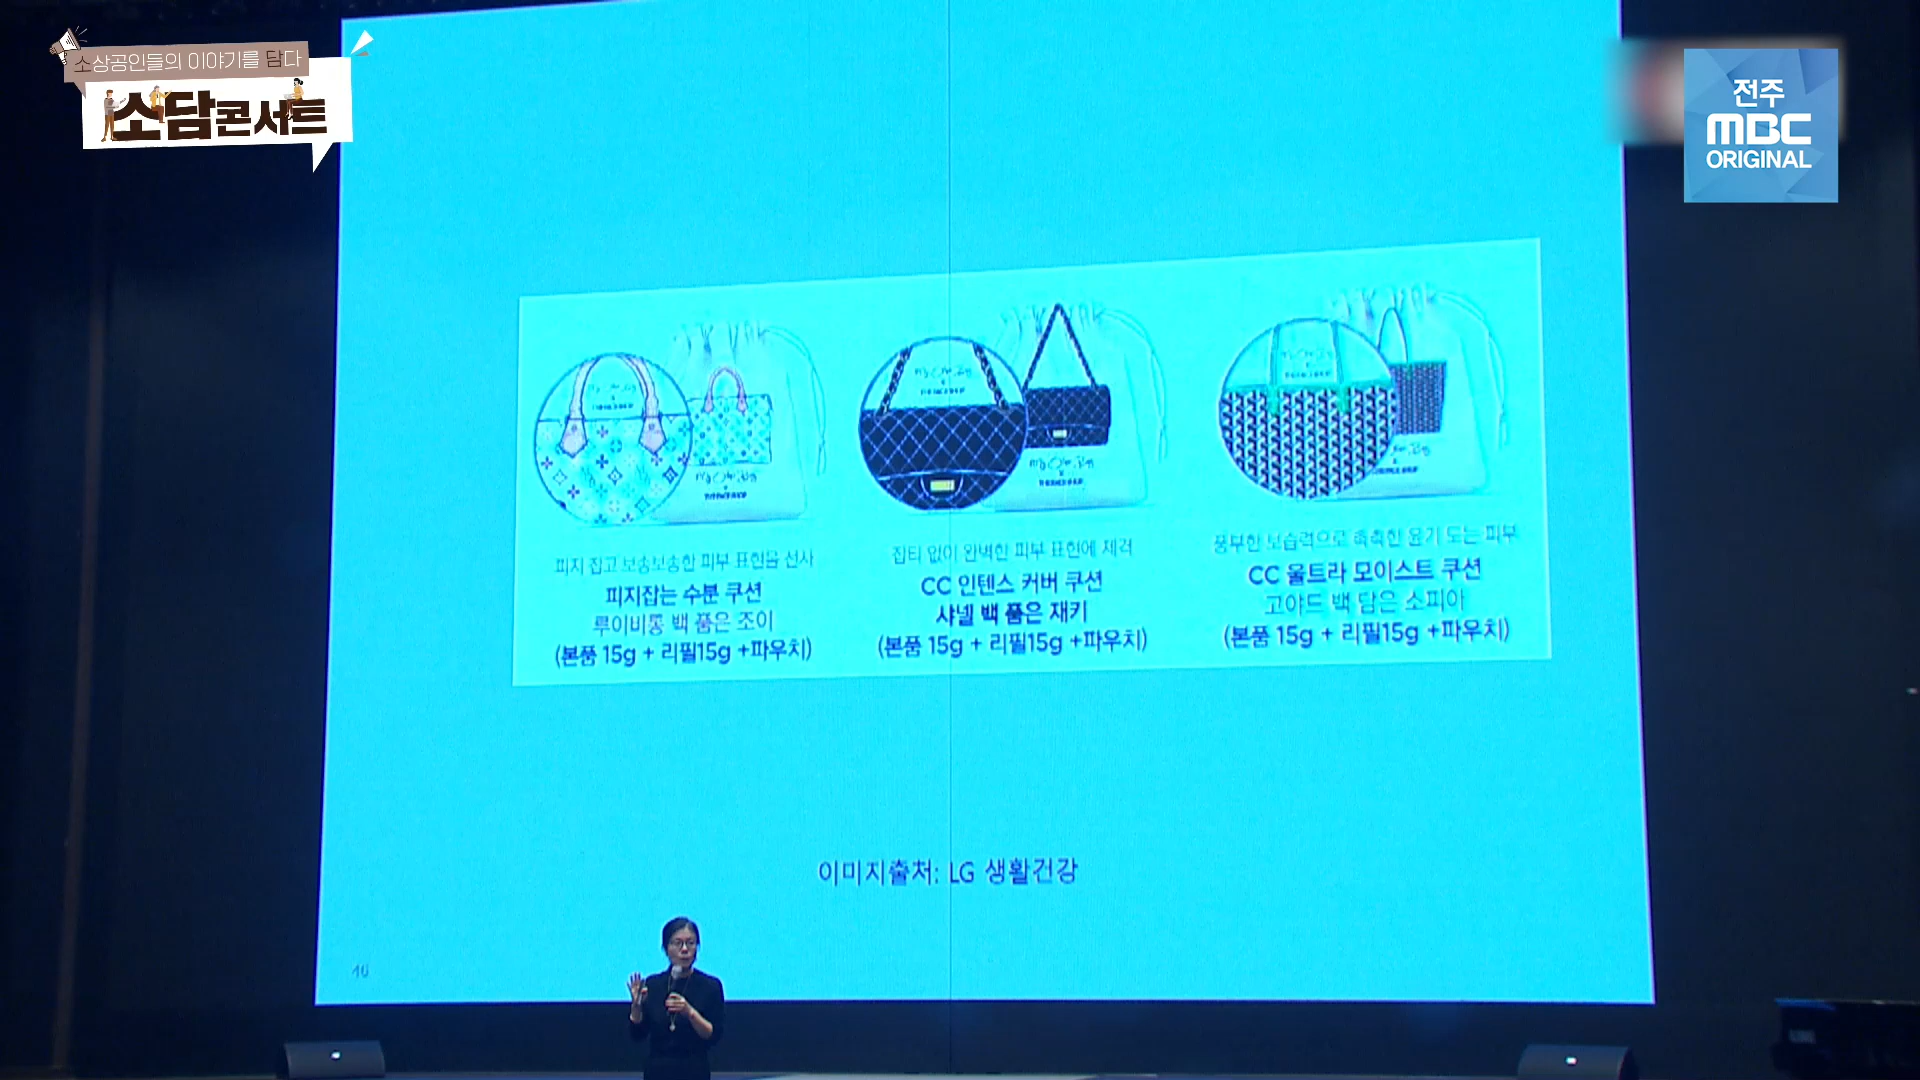 소상공인들의 이야기를 담다
소담콘서트
전주
MBC
ORIGINAL
피지 잡고 보송보송한 피부 표현을 선사
피지잡는 수분 쿠션
루이비통 백 품은 조이
(본품 15g + 리필15g +파우치)
잡티 없이 완벽한 피부 표현에 제격
CC 인텐스 커버 쿠션
샤넬 백 품은 재키
(본품 15g + 리필15g +파우치)
풍부한 보습력으로 촉촉한 윤기 도는 피부
CC 울트라 모이스트 쿠션
고야드 백 담은 소피아
(본품 15g + 리필15g +파우치)
이미지출처: LG 생활건강